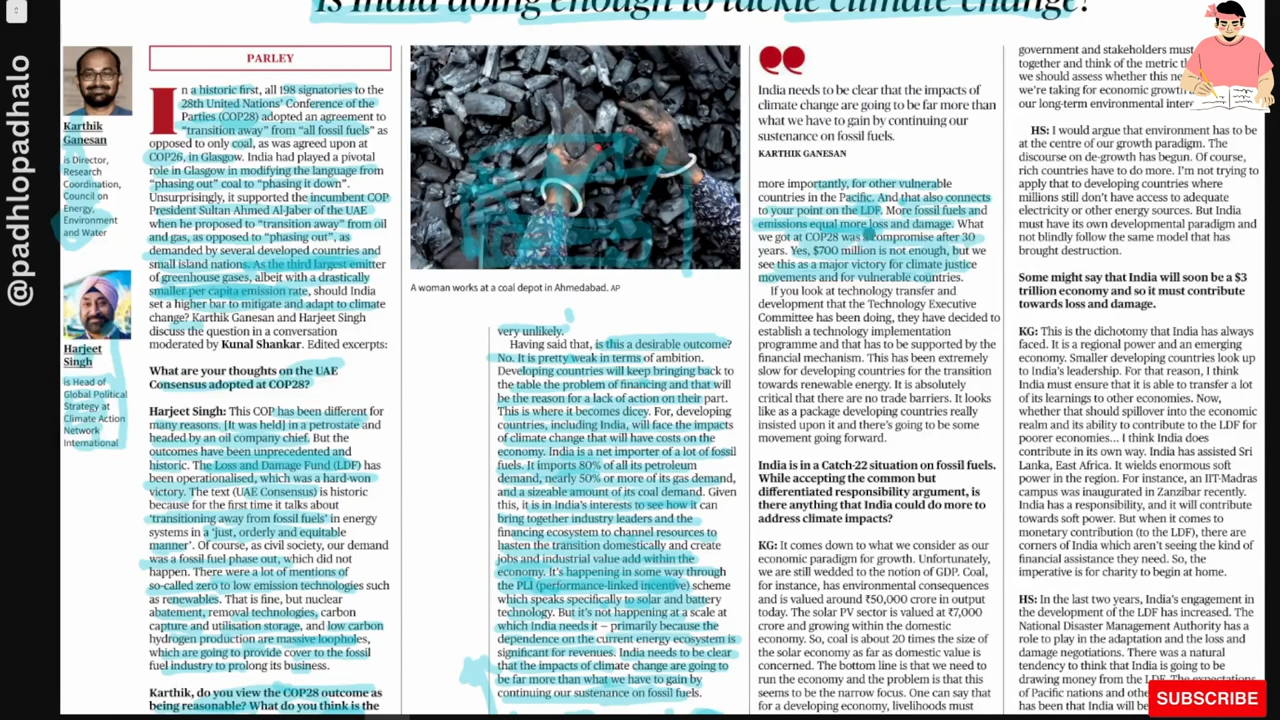 @padhlopadhalo
Is India doing enough to tackle climate change?
Karthik
Ganesan
is Director,
Research
Coordination,
Council on
Energy,
Environment
and Water
Harjeet
Singh
is Head of
Global Political
Strategy at
Climate Action
Network
International
PARLEY
In a historic first, all 198 signatories to the
28th United Nations' Conference of the
Parties (COP28) adopted an agreement to
"transition away" from "all fossil fuels" as
opposed to only coal, as was agreed upon at
COP26, in Glasgow. India had played a pivotal
role in Glasgow in modifying the language from
"phasing out" coal to "phasing it down".
Unsurprisingly, it supported the incumbent COP
President Sultan Ahmed Al-Jaber of the UAE
when he proposed to "transition away" from oil
and gas, as opposed to "phasing out", as
demanded by several developed countries and
small island nations. As the third largest emitter
of greenhouse gases, albeit with a drastically
smaller per capita emission rate, should India
set a higher bar to mitigate and adapt to climate
change? Karthik Ganesan and Harjeet Singh
discuss the question in a conversation
moderated by Kunal Shankar. Edited excerpts:
What are your thoughts on the UAE
Consensus adopted at COP28?
Harjeet Singh: This COP has been different for
many reasons. [It was held] in a petrostate and
headed by an oil company chief. But the
outcomes have been unprecedented and
historic. The Loss and Damage Fund (LDF) has
been operationalised, which was a hard-won
victory. The text (UAE Consensus) is historic
because for the first time it talks about
'transitioning away from fossil fuels' in energy
systems in a 'just, orderly and equitable
manner'. Of course, as civil society, our demand
was a fossil fuel phase out, which did not
happen. There were a lot of mentions of
so-called zero to low emission technologies such
as renewables. That is fine, but nuclear
abatement, removal technologies, carbon
capture and utilisation storage, and low carbon
hydrogen production are massive loopholes,
which are going to provide cover to the fossil
fuel industry to prolong its business.
Karthik, do you view the COP28 outcome as
being reasonable? What do you think is the
A woman works at a coal depot in Ahmedabad. AP
very unlikely.
Having said that, is this a desirable outcome?
No. It is pretty weak in terms of ambition.
Developing countries will keep bringing back to
the table the problem of financing and that will
be the reason for a lack of action on their part.
This is where it becomes dicey. For, developing
countries, including India, will face the impacts
of climate change that will have costs on the
economy. India is a net importer of a lot of fossil
fuels. It imports 80% of all its petroleum
demand, nearly 50% or more of its gas demand,
and a sizeable amount of its coal demand. Given
this, it is in India's interests to see how it can
bring together industry leaders and the
financing ecosystem to channel resources to
hasten the transition domestically and create
jobs and industrial value add within the
economy. It's happening in some way through
the PLI (performance-linked incentive) scheme
which speaks specifically to solar and battery
technology. But it's not happening at a scale at
which India needs it – primarily because the
dependence on the current energy ecosystem is
significant for revenues. India needs to be clear
that the impacts of climate change are going to
be far more than what we have to gain by
continuing our sustenance on fossil fuels.
India needs to be clear that the impacts of
climate change are going to be far more than
what we have to gain by continuing our
sustenance on fossil fuels.
KARTHIK GANESAN
more importantly, for other vulnerable
countries in the Pacific. And that also connects
to your point on the LDF. More fossil fuels and
emissions equal more loss and damage. What
we got at COP28 was a compromise after 30
years. Yes, $700 million is not enough, but we
see this as a major victory for climate justice
movements and for vulnerable countries.
If you look at technology transfer and
development that the Technology Executive
Committee has been doing, they have decided to
establish a technology implementation
programme and that has to be supported by the
financial mechanism. This has been extremely
slow for developing countries for the transition
towards renewable energy. It is absolutely
critical that there are no trade barriers. It looks
like as a package developing countries really
insisted upon it and there's going to be some
movement going forward.
India is in a Catch-22 situation on fossil fuels.
While accepting the common but
differentiated responsibility argument, is
there anything that India could do more to
address climate impacts?
KG: It comes down to what we consider as our
economic paradigm for growth. Unfortunately,
we are still wedded to the notion of GDP. Coal,
for instance, has environmental consequences
and is valued around ₹50,000 crore in output
today. The solar PV sector is valued at ₹7,000
crore and growing within the domestic
economy. So, coal is about 20 times the size of
the solar economy as far as domestic value is
concerned. The bottom line is that we need to
run the economy and the problem is that this
seems to be the narrow focus. One can say that
for a developing economy, livelihoods must
government and stakeholders must
together and think of the metric
we should assess whether this
we're taking for economic growth
our long-term environmental
HS: I would argue that environment has to be
at the centre of our growth paradigm. The
discourse on de-growth has begun. Of course,
rich countries have to do more. I'm not trying to
apply that to developing countries where
millions still don't have access to adequate
electricity or other energy sources. But India
must have its own developmental paradigm and
not blindly follow the same model that has
brought destruction.
Some might say that India will soon be a $3
trillion economy and so it must contribute
towards loss and damage.
KG: This is the dichotomy that India has always
faced. It is a regional power and an emerging
economy. Smaller developing countries look up
to India's leadership. For that reason, I think
India must ensure that it is able to transfer a lot
of its learnings to other economies. Now,
whether that should spillover into the economic
realm and its ability to contribute to the LDF for
poorer economies... I think India does
contribute in its own way. India has assisted Sri
Lanka, East Africa. It wields enormous soft
power in the region. For instance, an IIT-Madras
campus was inaugurated in Zanzibar recently.
India has a responsibility, and it will contribute
towards soft power. But when it comes to
monetary contribution (to the LDF), there are
corners of India which aren't seeing the kind of
financial assistance they need. So, the
imperative is for charity to begin at home.
HS: In the last two years, India's engagement in
the development of the LDF has increased. The
National Disaster Management Authority has a
role to play in the adaptation and the loss and
damage negotiations. There was a natural
tendency to think that India is going to be
drawing money from the LDF. The expectations
of Pacific nations and
has been that India will be
SUBSCRIBE